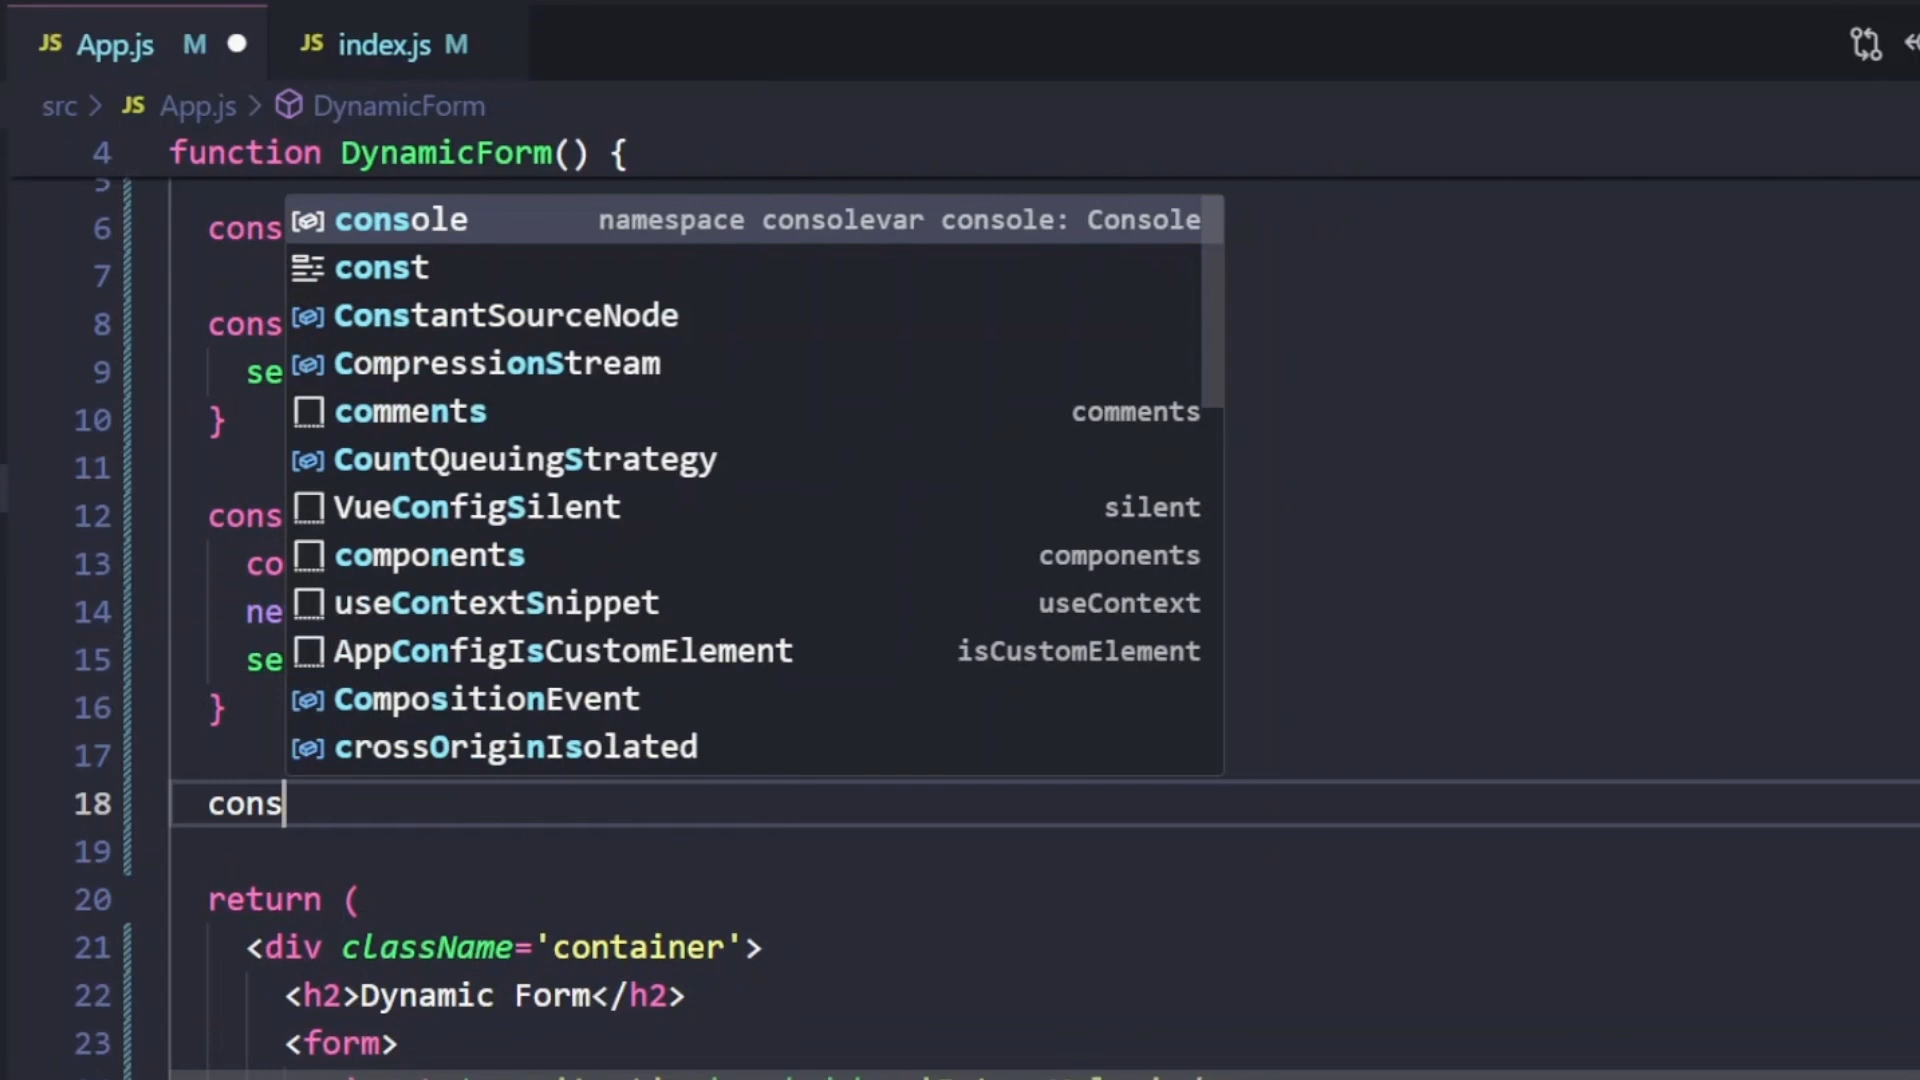 JS App.js M JS index.js M
src > JS App.js > DynamicForm
4 function DynamicForm() {
5
6 cons
7
8 cons
9 se
10 }
11
12 cons
13 co
14 ne
15 se
16 }
17
console namespace consolevar console: Console
const
ConstantSourceNode
CompressionStream
comments comments
CountQueuingStrategy
VueConfigSilent silent
components components
useContextSnippet useContext
AppConfigIsCustomElement isCustomElement
CompositionEvent
crossOriginIsolated
18 cons
19
20 return (
21 <div className='container'>
22 <h2>Dynamic Form</h2>
23 <form>